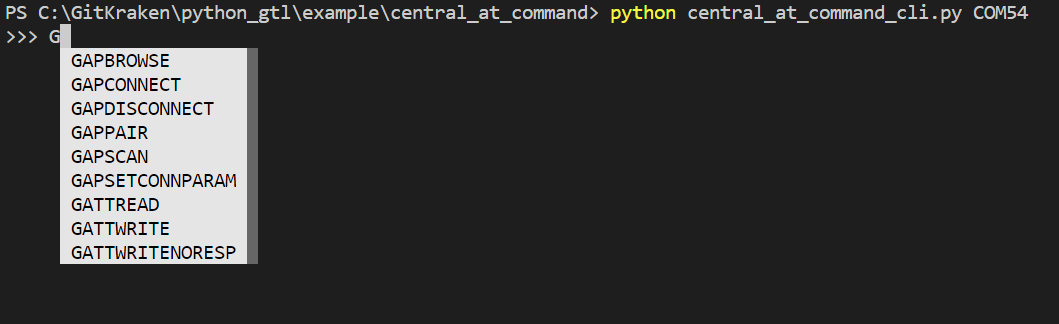 PS C:\GitKraken\python_gtl\example\central_at_command> python central_at_command_cli.py COM54
>>> G
GAPBROWSE
GAPCONNECT
GAPDISCONNECT
GAPPAIR
GAPSCAN
GAPSETCONNPARAM
GATTREAD
GATTWRITE
GATTWRITENORESP